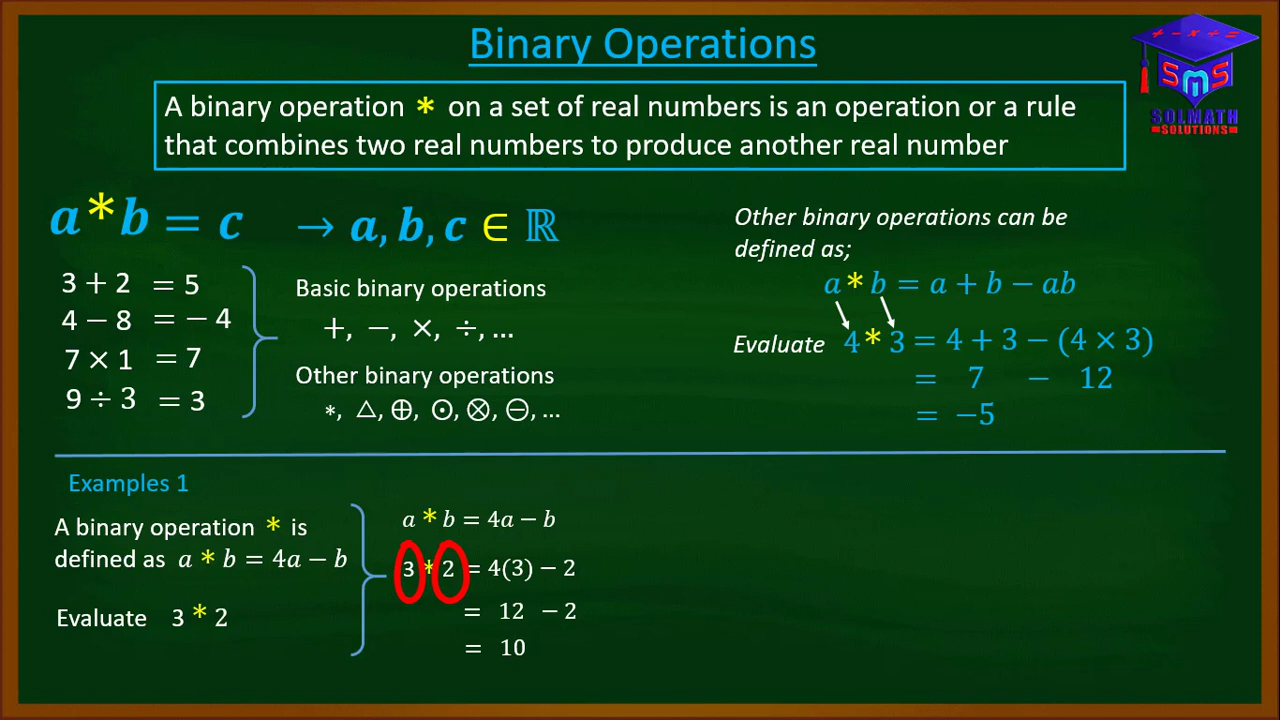 Binary Operations
+ - × ÷ =
SMS
SOLMATH
SOLUTIONS
A binary operation * on a set of real numbers is an operation or a rule
that combines two real numbers to produce another real number
a * b = c → a, b, c ∈ ℝ
3 + 2 = 5
4 − 8 = − 4
7 × 1 = 7
9 ÷ 3 = 3
Basic binary operations
+, −, ×, ÷, ...
Other binary operations
*, △, ⊕, ⊙, ⊗, ⊖, ...
Other binary operations can be
defined as;
a * b = a + b − ab
Evaluate 4 * 3 = 4 + 3 − (4 × 3)
= 7 − 12
= −5
Examples 1
A binary operation * is
defined as a * b = 4a − b
Evaluate 3 * 2
a * b = 4a − b
3 * 2 = 4(3) − 2
= 12 − 2
= 10